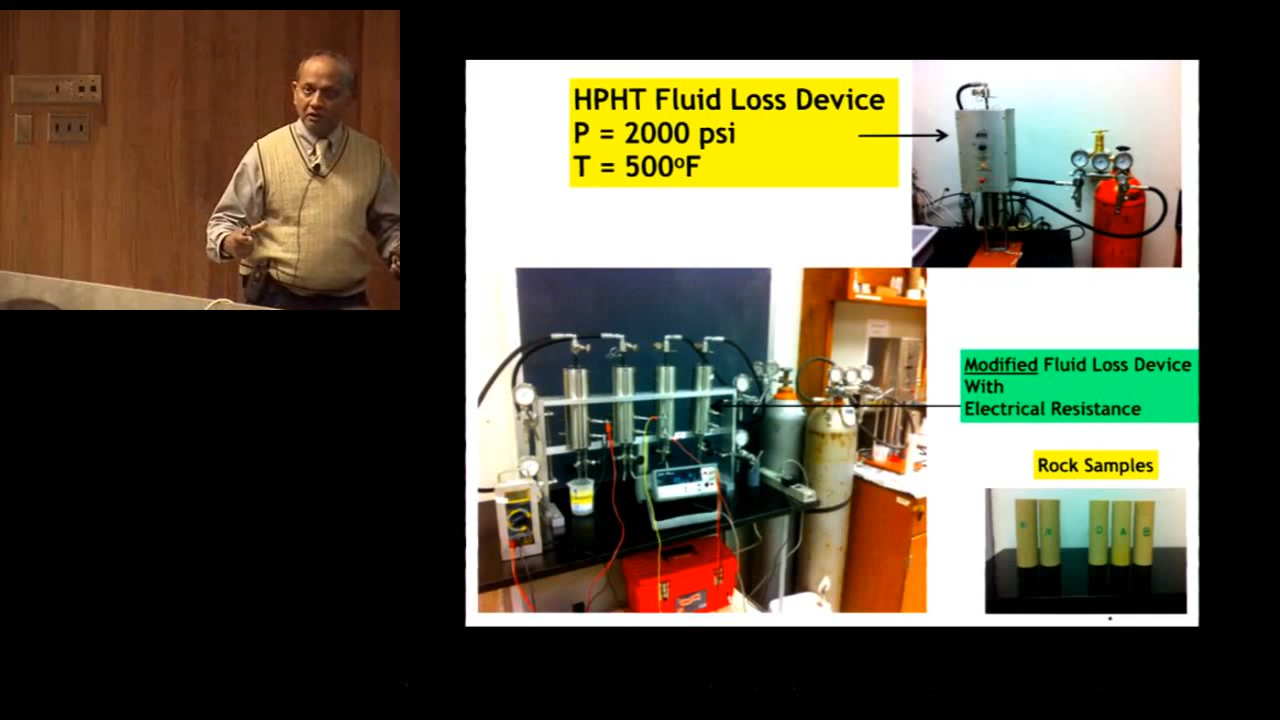 HPHT Fluid Loss Device
P = 2000 psi
T = 500ºF
Modified Fluid Loss Device
With
Electrical Resistance
Rock Samples